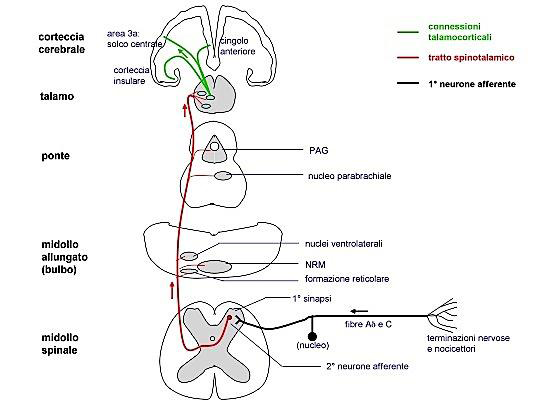 corteccia
cerebrale
area 3a:
solco centrale
cingolo
anteriore
connessioni
talamocorticali
tratto spinotalamico
1° neurone afferente
corteccia
insulare
talamo
ponte
PAG
nucleo parabrachiale
midollo
allungato
(bulbo)
nuclei ventrolaterali
NRM
formazione reticolare
1° sinapsi
fibre Aδ e C
(nucleo)
terminazioni nervose
e nocicettori
midollo
spinale
2° neurone afferente